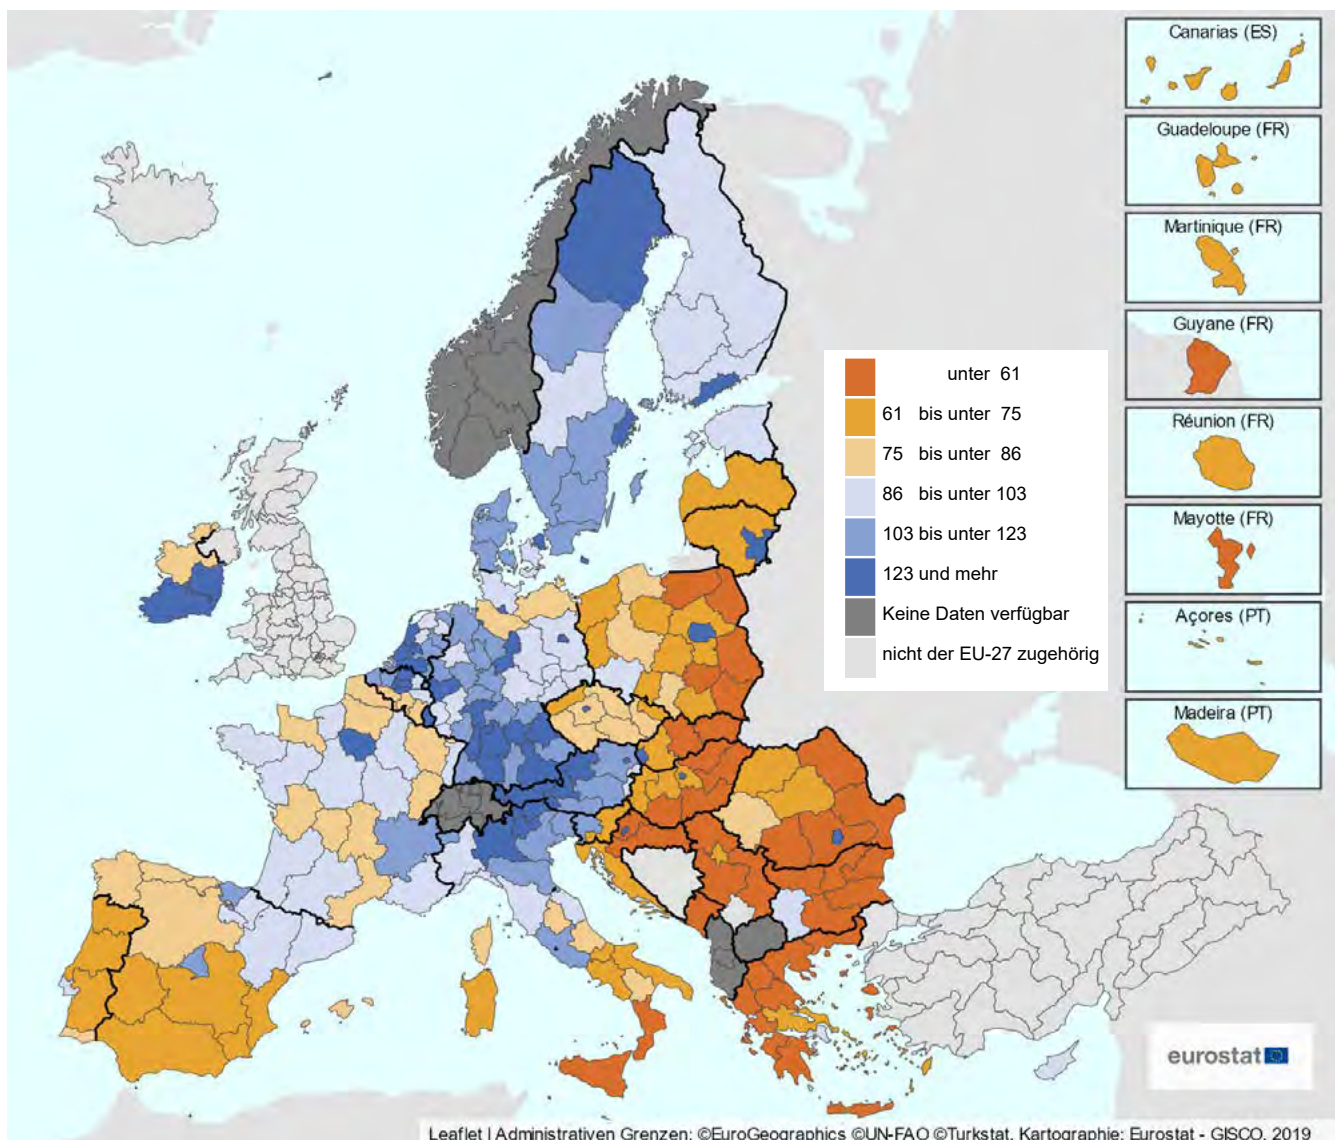 Canarias (ES)
Guadeloupe (FR)
Martinique (FR)
Guyane (FR)
Réunion (FR)
Mayotte (FR)
Açores (PT)
Madeira (PT)
unter 61
61 bis unter 75
75 bis unter 86
86 bis unter 103
103 bis unter 123
123 und mehr
Keine Daten verfügbar
nicht der EU-27 zugehörig
eurostat
Leaflet | Administrativen Grenzen: ©EuroGeographics ©UN-FAO ©Turkstat, Kartographie: Eurostat - GISCO, 2019